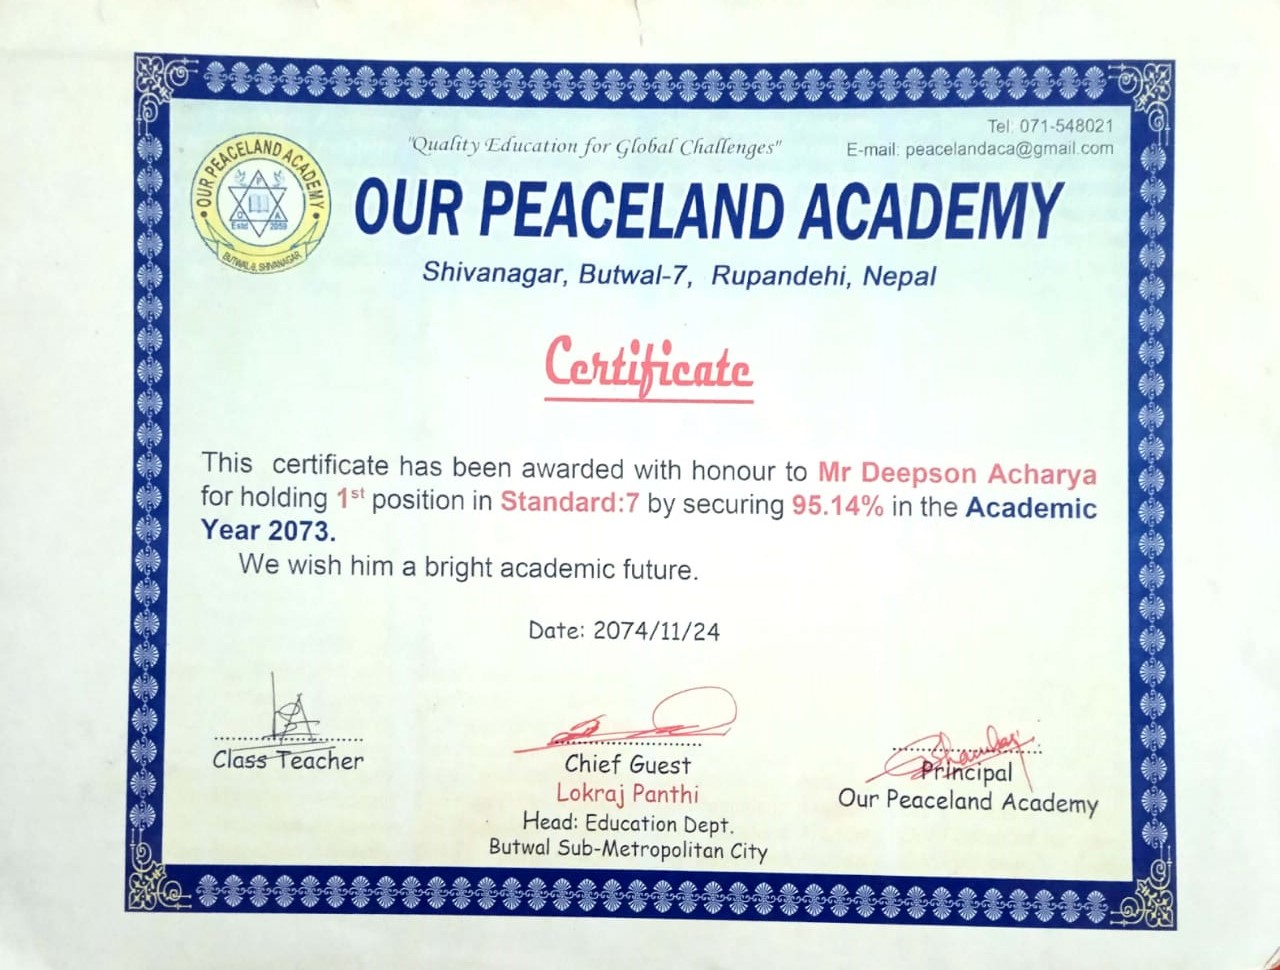 Tel: 071-548021
"Quality Education for Global Challenges"
E-mail: peacelandaca@gmail.com
OUR PEACELAND ACADEMY
Estd 2059
BUTWAL-8, SHIVANAGAR
OUR PEACELAND ACADEMY
Shivanagar, Butwal-7, Rupandehi, Nepal
Certificate
This certificate has been awarded with honour to Mr Deepson Acharya
for holding 1st position in Standard:7 by securing 95.14% in the Academic
Year 2073.
We wish him a bright academic future.
Date: 2074/11/24
Class Teacher
Chief Guest
Lokraj Panthi
Head: Education Dept.
Butwal Sub-Metropolitan City
Principal
Our Peaceland Academy